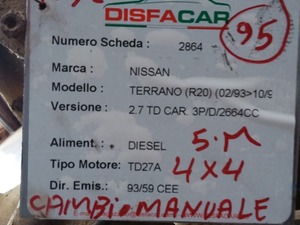 DISFACAR
95
Numero Scheda : 2864
Marca : NISSAN
Modello : TERRANO (R20) (02/93>10/9
Versione : 2.7 TD CAR. 3P/D/2664CC
Aliment. : DIESEL 5.M
Tipo Motore: TD27A 4x4
Dir. Emis.: 93/59 CEE
CAMBIO MANUALE